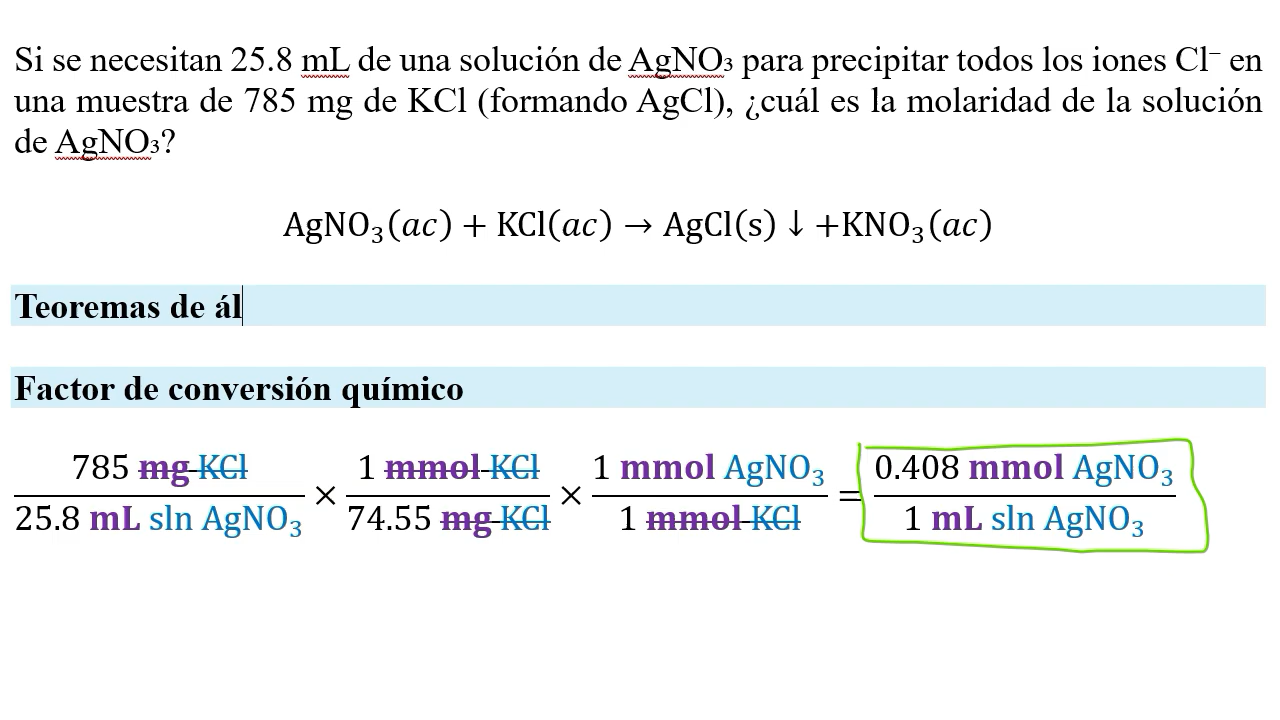 Si se necesitan 25.8 mL de una solución de AgNO₃ para precipitar todos los iones Cl⁻ en
una muestra de 785 mg de KCl (formando AgCl), ¿cuál es la molaridad de la solución
de AgNO₃?
AgNO₃(ac) + KCl(ac) → AgCl(s) ↓ +KNO₃(ac)
Teoremas de ál
Factor de conversión químico
785 mg KCl / 25.8 mL sln AgNO₃ × 1 mmol KCl / 74.55 mg KCl × 1 mmol AgNO₃ / 1 mmol KCl = 0.408 mmol AgNO₃ / 1 mL sln AgNO₃